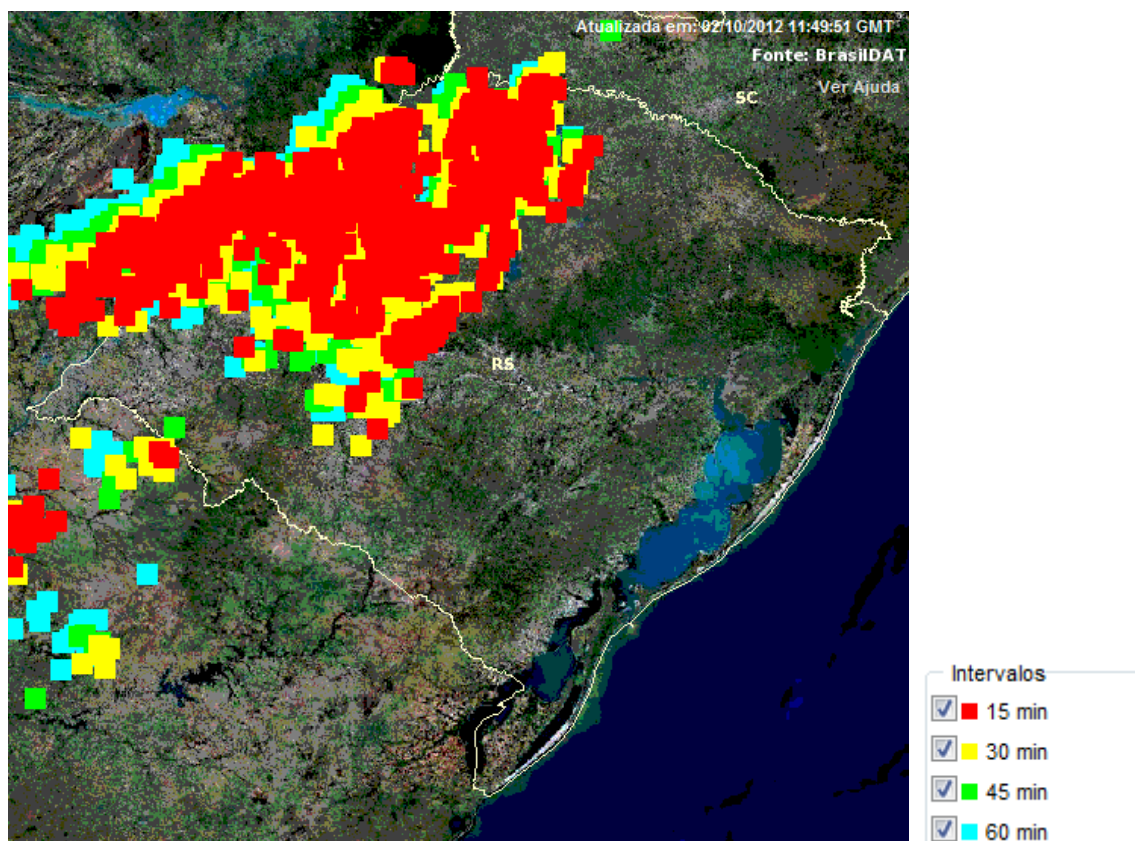 Atualizada em: 02/10/2012 11:49:51 GMT
Fonte: BrasilDAT
Ver Ajuda
SC
RS
Intervalos
15 min
30 min
45 min
60 min